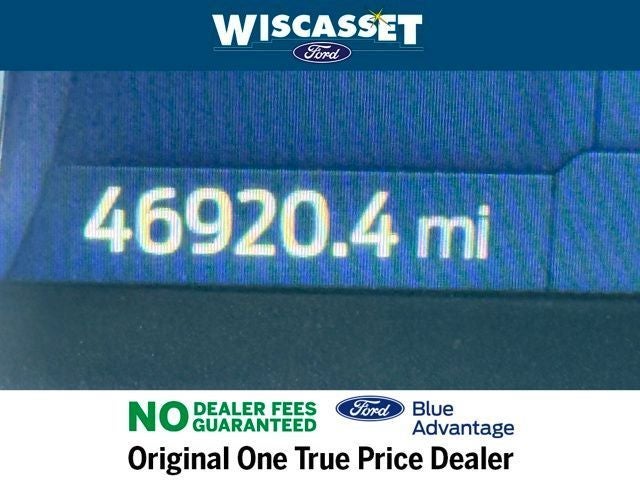 WISCASSET
Ford
46920.4 mi
NO DEALER FEES GUARANTEED
Ford Blue Advantage
Original One True Price Dealer